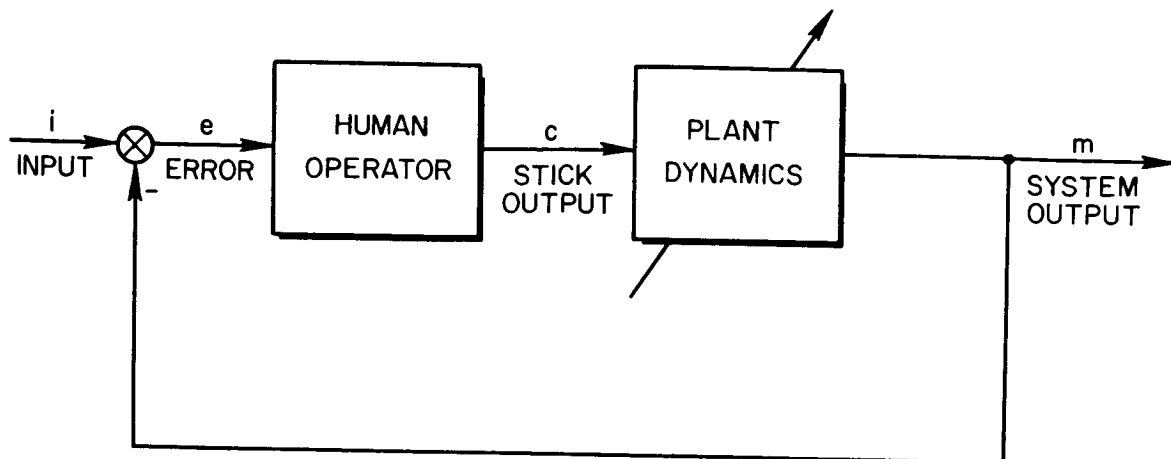 i
INPUT
-
e
ERROR
HUMAN
OPERATOR
c
STICK
OUTPUT
PLANT
DYNAMICS
m
SYSTEM
OUTPUT